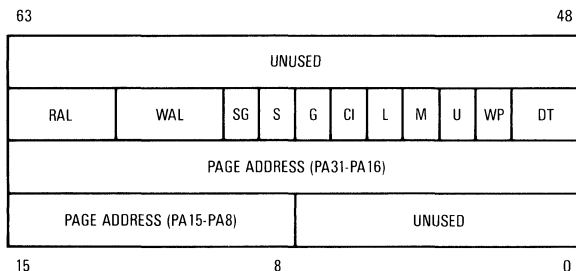 63 48
UNUSED
RAL WAL SG S G CI L M U WP DT
PAGE ADDRESS (PA31-PA16)
PAGE ADDRESS (PA15-PA8) UNUSED
15 8 0